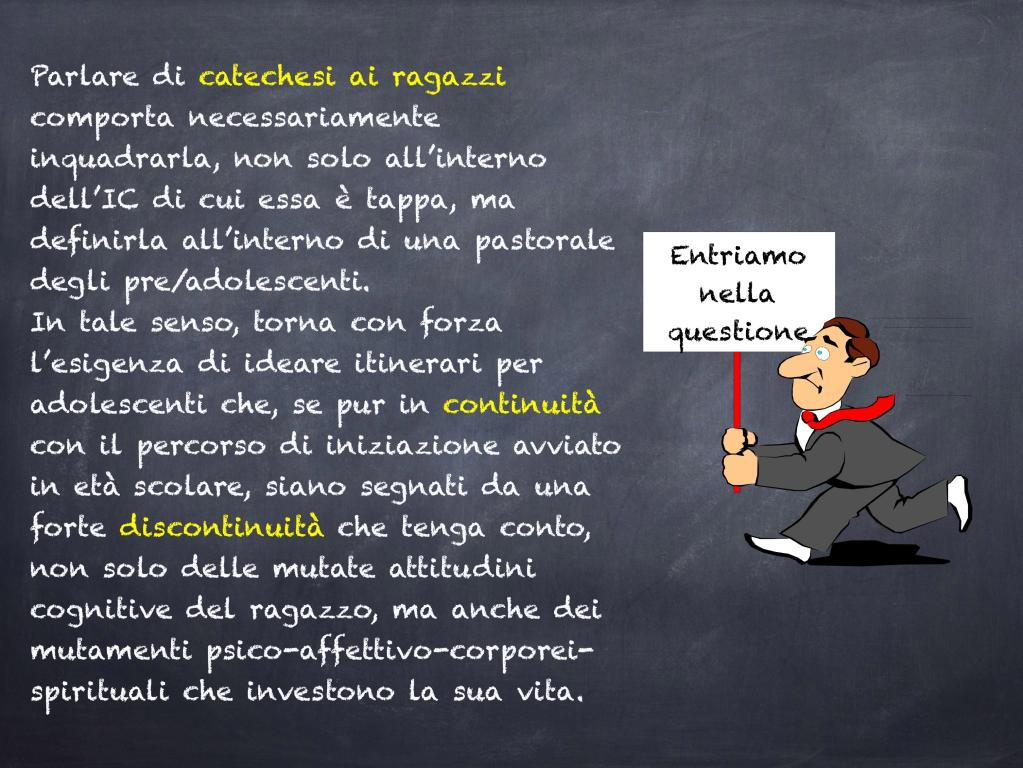 Parlare di catechesi ai ragazzi
comporta necessariamente
inquadrarla, non solo all’interno
dell’IC di cui essa è tappa, ma
definirla all’interno di una pastorale
degli pre/adolescenti.
In tale senso, torna con forza
l’esigenza di ideare itinerari per
adolescenti che, se pur in continuità
con il percorso di iniziazione avviato
in età scolare, siano segnati da una
forte discontinuità che tenga conto,
non solo delle mutate attitudini
cognitive del ragazzo, ma anche dei
mutamenti psico-affettivo-corporei-
spirituali che investono la sua vita.
Entriamo
nella
questione